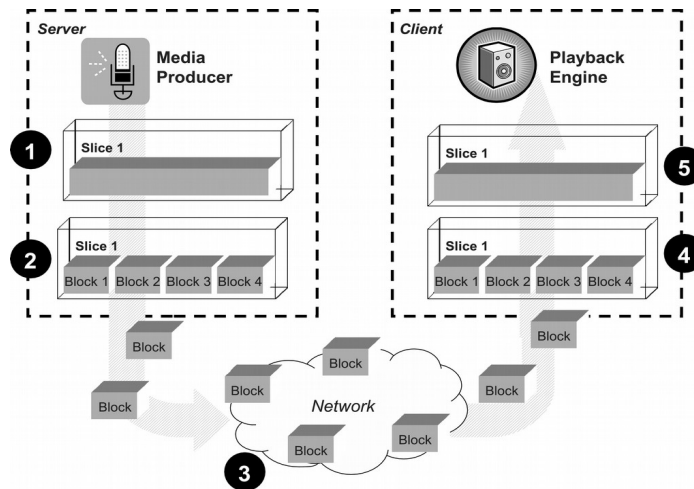 Server
Media
Producer
1
Slice 1
2
Slice 1
Block 1 Block 2 Block 3 Block 4
Client
Playback
Engine
Slice 1
5
Slice 1
4
Block 1 Block 2 Block 3 Block 4
Block
Block
Block
Block
Network
Block
Block
3
Block
Block